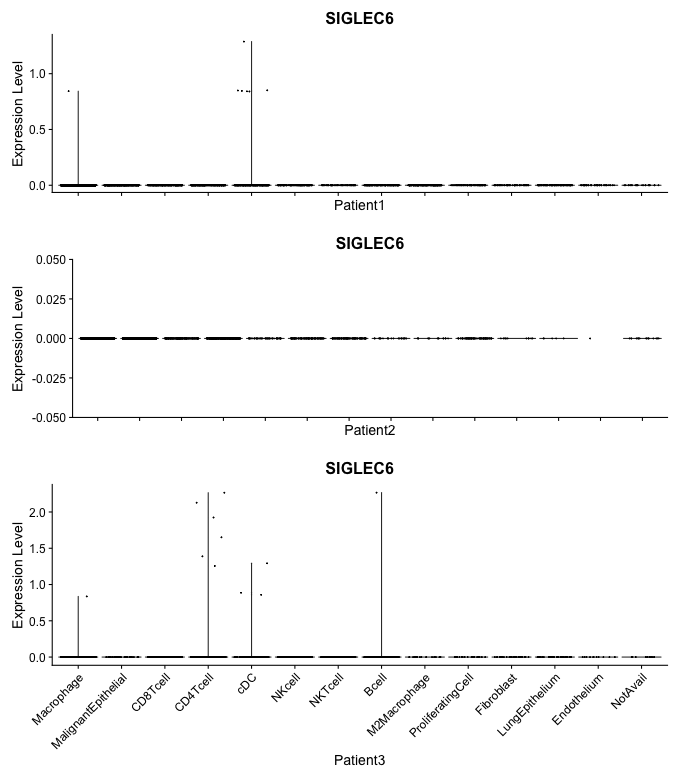 SIGLEC6
Expression Level
1.0
0.5
0.0
Patient1
SIGLEC6
Expression Level
0.050
0.025
0.000
-0.025
-0.050
Patient2
SIGLEC6
Expression Level
2.0
1.5
1.0
0.5
0.0
Macrophage
MalignantEpithelial
CD8Tcell
CD4Tcell
cDC
NKcell
NKTcell
Bcell
M2Macrophage
ProliferatingCell
Fibroblast
LungEpithelium
Endothelium
NotAvail
Patient3